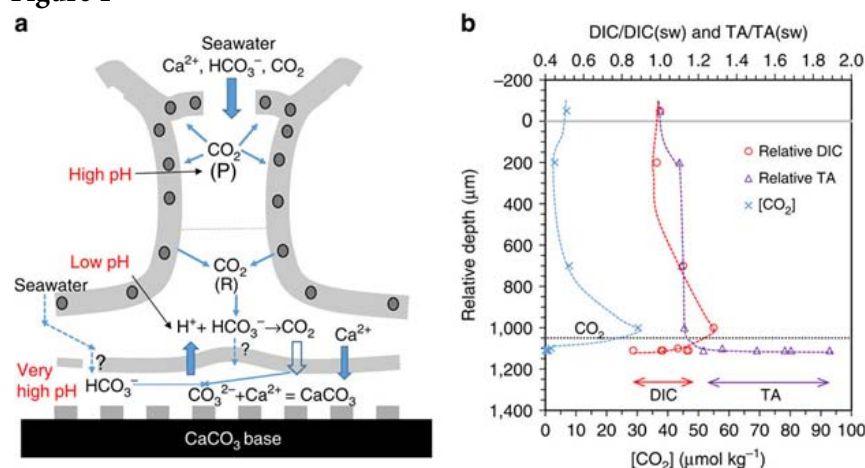 Figure 1
a
Seawater
Ca²⁺, HCO₃⁻, CO₂
CO₂
(P)
High pH
CO₂
(R)
Low pH
Seawater
H⁺+ HCO₃⁻→CO₂
Ca²⁺
?
?
Very
high pH
HCO₃⁻
CO₃²⁻+Ca²⁺ = CaCO₃
CaCO₃ base
b
DIC/DIC(sw) and TA/TA(sw)
0.4 0.6 0.8 1.0 1.2 1.4 1.6 1.8 2.0
–200
0
200
400
600
800
1,000
1,200
1,400
Relative depth (μm)
Relative DIC
Relative TA
[CO₂]
CO₂
DIC
TA
0 10 20 30 40 50 60 70 80 90 100
[CO₂] (μmol kg⁻¹)